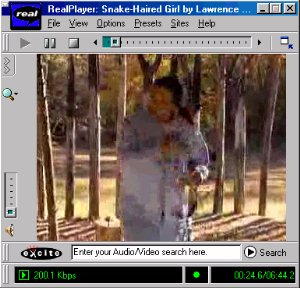 RealPlayer: Snake-Haired Girl by Lawrence ...
real
File View Options Presets Sites Help
excite
Enter your Audio/Video search here.
Search
200.1 Kbps
00:24.6/06:44.2